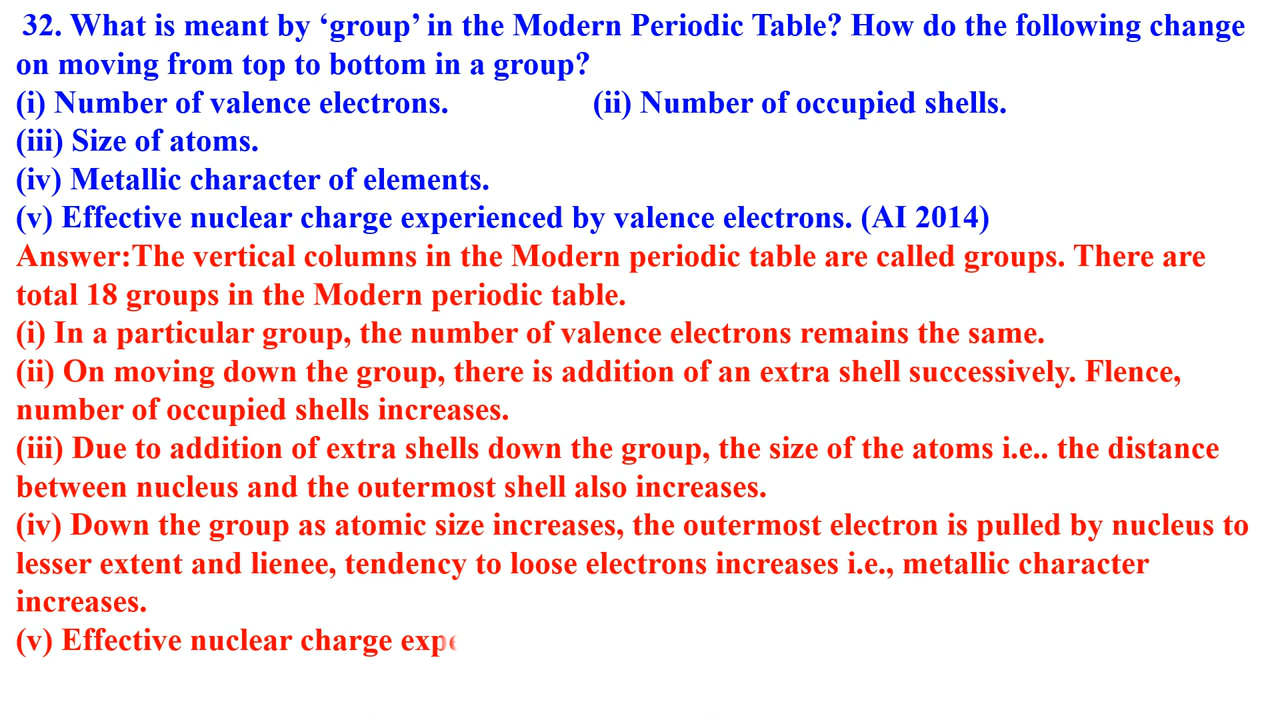 32. What is meant by ‘group’ in the Modern Periodic Table? How do the following change
on moving from top to bottom in a group?
(i) Number of valence electrons. (ii) Number of occupied shells.
(iii) Size of atoms.
(iv) Metallic character of elements.
(v) Effective nuclear charge experienced by valence electrons. (AI 2014)
Answer:The vertical columns in the Modern periodic table are called groups. There are
total 18 groups in the Modern periodic table.
(i) In a particular group, the number of valence electrons remains the same.
(ii) On moving down the group, there is addition of an extra shell successively. Flence,
number of occupied shells increases.
(iii) Due to addition of extra shells down the group, the size of the atoms i.e.. the distance
between nucleus and the outermost shell also increases.
(iv) Down the group as atomic size increases, the outermost electron is pulled by nucleus to
lesser extent and lienee, tendency to loose electrons increases i.e., metallic character
increases.
(v) Effective nuclear charge